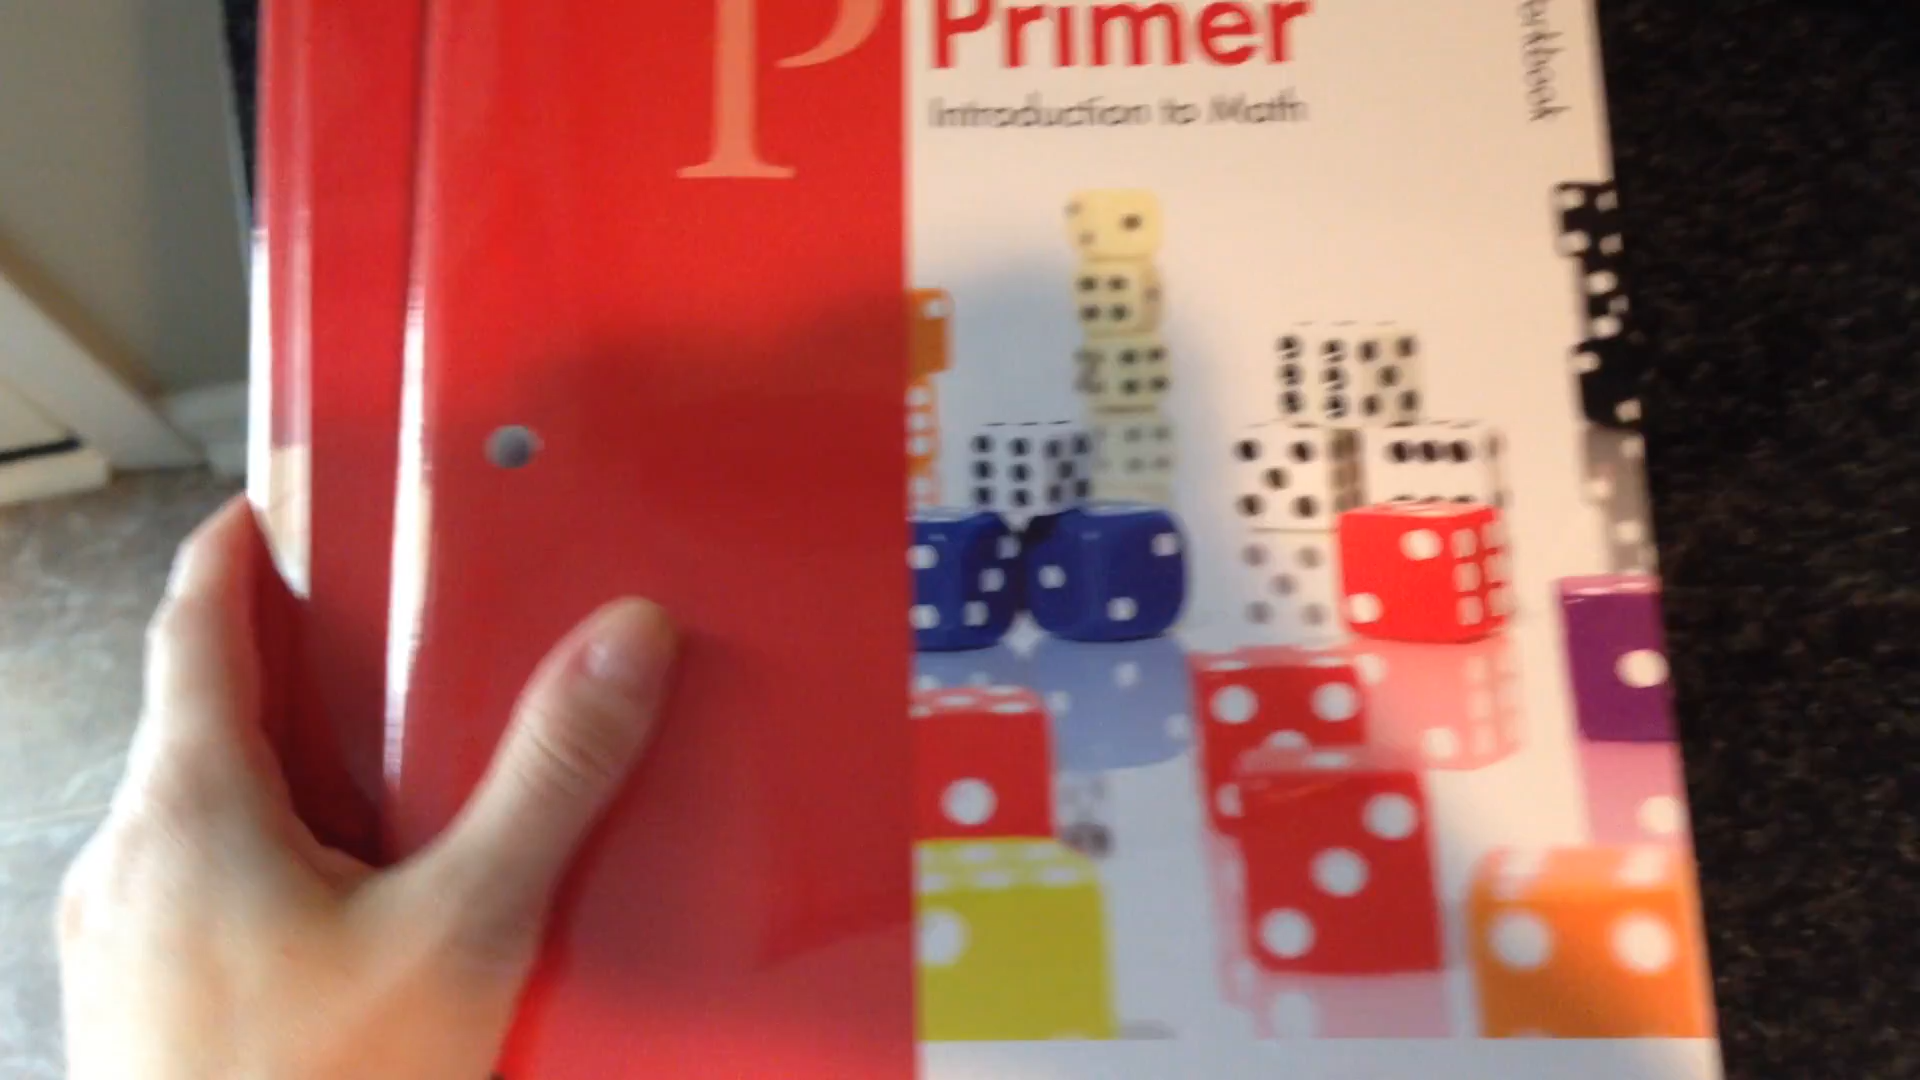 P
Primer
Introduction to Math